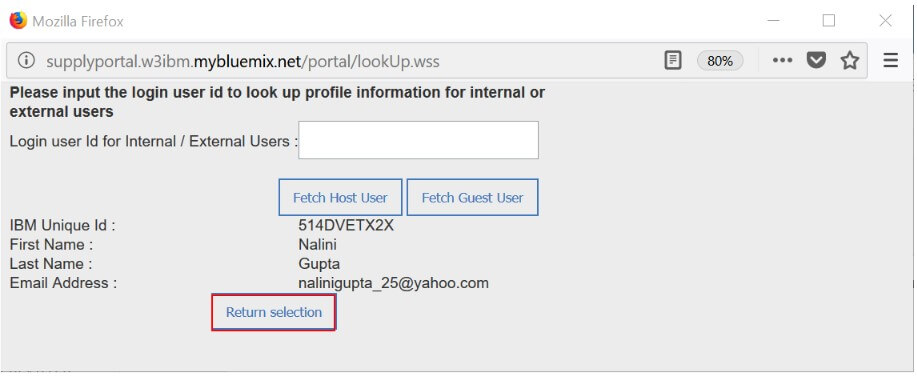 Mozilla Firefox
supplyportal.w3ibm.mybluemix.net/portal/lookUp.wss
80%
Please input the login user id to look up profile information for internal or
external users
Login user Id for Internal / External Users :
Fetch Host User Fetch Guest User
IBM Unique Id : 514DVETX2X
First Name : Nalini
Last Name : Gupta
Email Address : nalinigupta_25@yahoo.com
Return selection